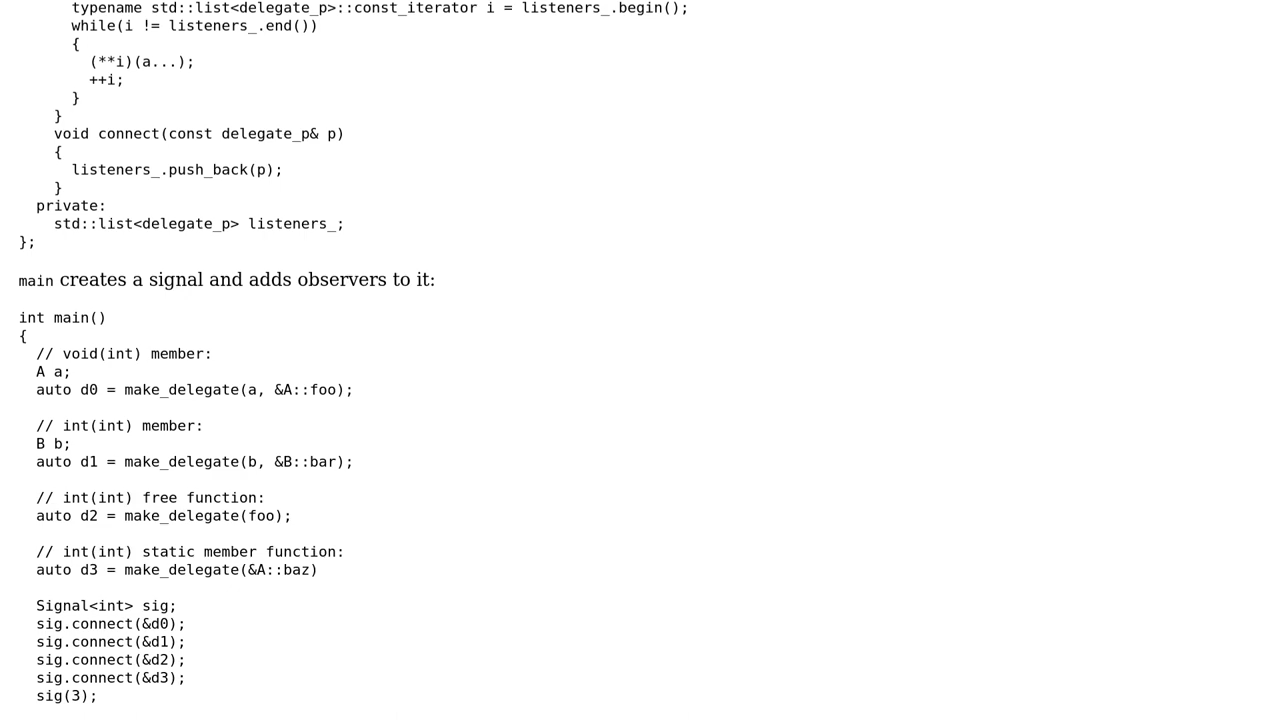 typename std::list<delegate_p>::const_iterator i = listeners_.begin();
while(i != listeners_.end())
{
(**i)(a...);
++i;
}
}
void connect(const delegate_p& p)
{
listeners_.push_back(p);
}
private:
std::list<delegate_p> listeners_;
};
main creates a signal and adds observers to it:
int main()
{
// void(int) member:
A a;
auto d0 = make_delegate(a, &A::foo);
// int(int) member:
B b;
auto d1 = make_delegate(b, &B::bar);
// int(int) free function:
auto d2 = make_delegate(foo);
// int(int) static member function:
auto d3 = make_delegate(&A::baz)
Signal<int> sig;
sig.connect(&d0);
sig.connect(&d1);
sig.connect(&d2);
sig.connect(&d3);
sig(3);